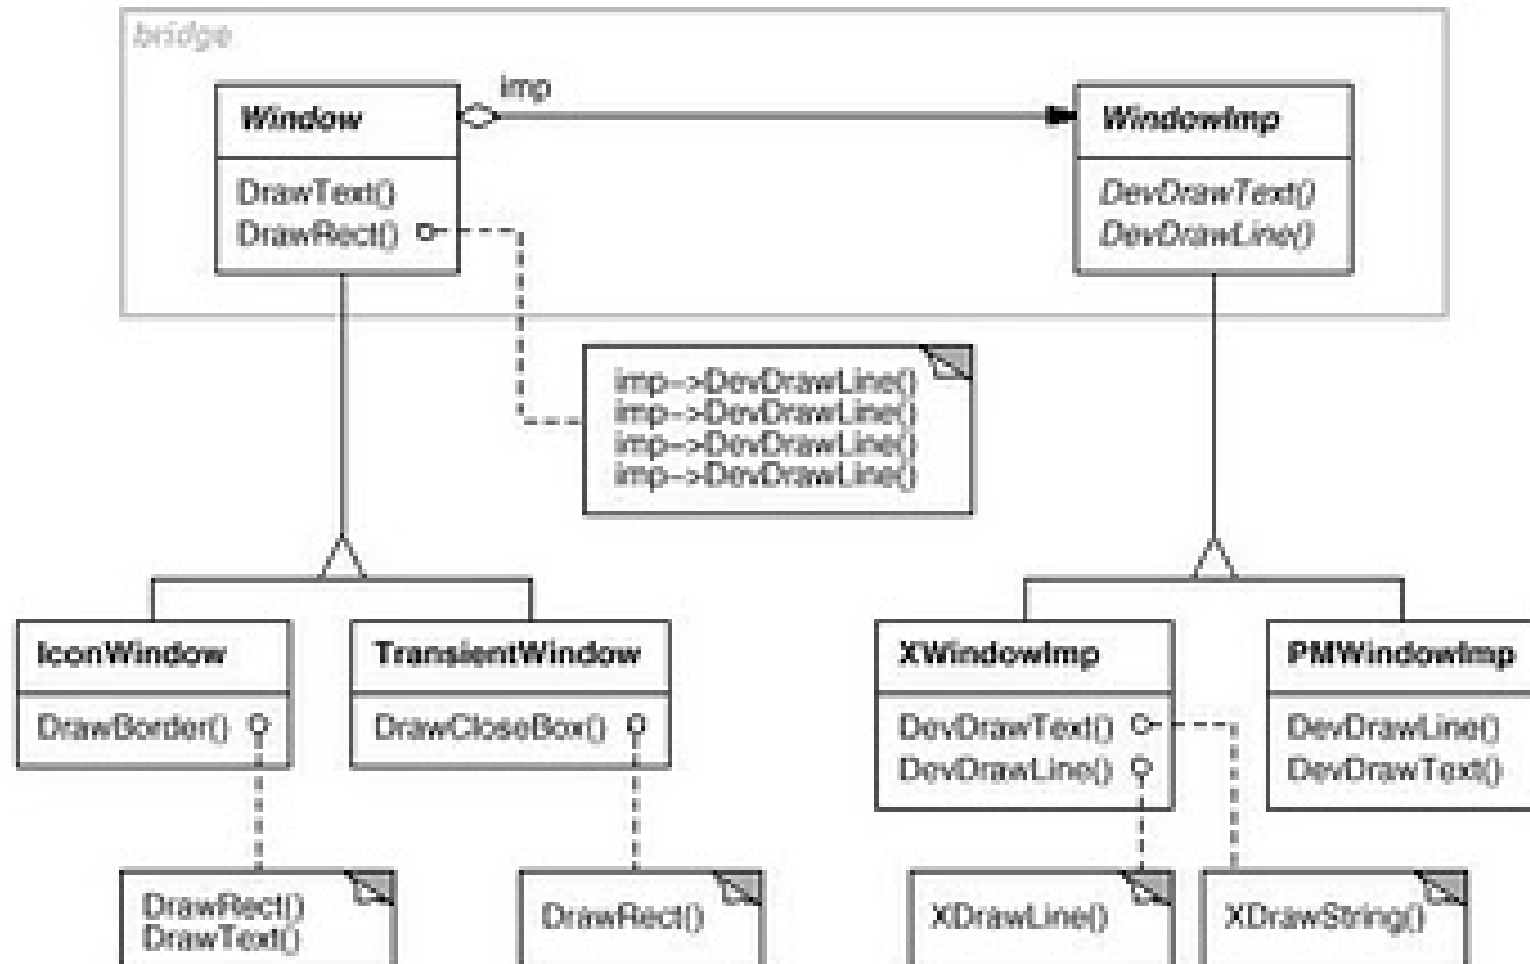 bridge
imp
Window
WindowImp
DrawText()
DrawRect()
DevDrawText()
DevDrawLine()
imp->DevDrawLine()
imp->DevDrawLine()
imp->DevDrawLine()
imp->DevDrawLine()
IconWindow
DrawBorder()
TransientWindow
DrawCloseBox()
XWindowImp
DevDrawText()
DevDrawLine()
PMWindowImp
DevDrawLine()
DevDrawText()
DrawRect()
DrawText()
DrawRect()
XDrawLine()
XDrawString()